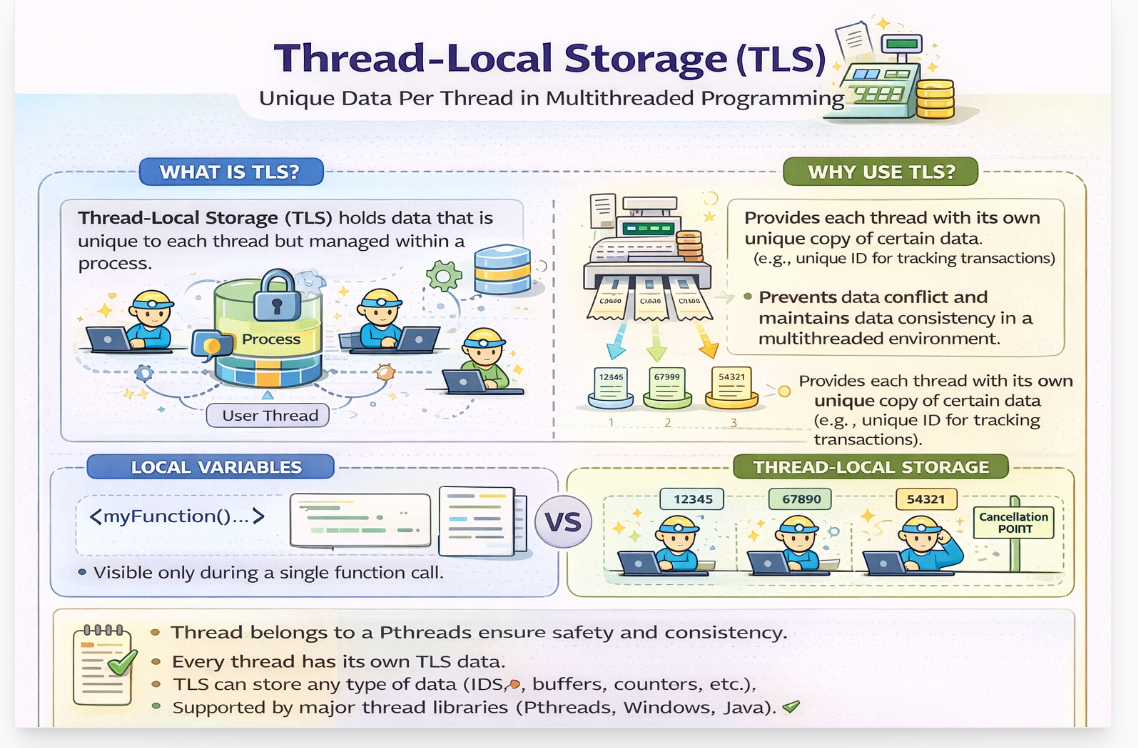 Thread-Local Storage (TLS)
Unique Data Per Thread in Multithreaded Programming
WHAT IS TLS?
Thread-Local Storage (TLS) holds data that is
unique to each thread but managed within a
process.
Process
User Thread
WHY USE TLS?
12345
67999
54321
1
2
3
Provides each thread with its own
unique copy of certain data.
(e.g., unique ID for tracking transactions)
• Prevents data conflict and
maintains data consistency in a
multithreaded environment.
Provides each thread with its own
unique copy of certain data
(e.g., unique ID for tracking
transactions).
LOCAL VARIABLES
<myFunction()...>
• Visible only during a single function call.
VS
THREAD-LOCAL STORAGE
12345
67890
54321
Cancellation
POINT
• Thread belongs to a Pthreads ensure safety and consistency.
• Every thread has its own TLS data.
• TLS can store any type of data (IDS, , buffers, countors, etc.),
• Supported by major thread libraries (Pthreads, Windows, Java).